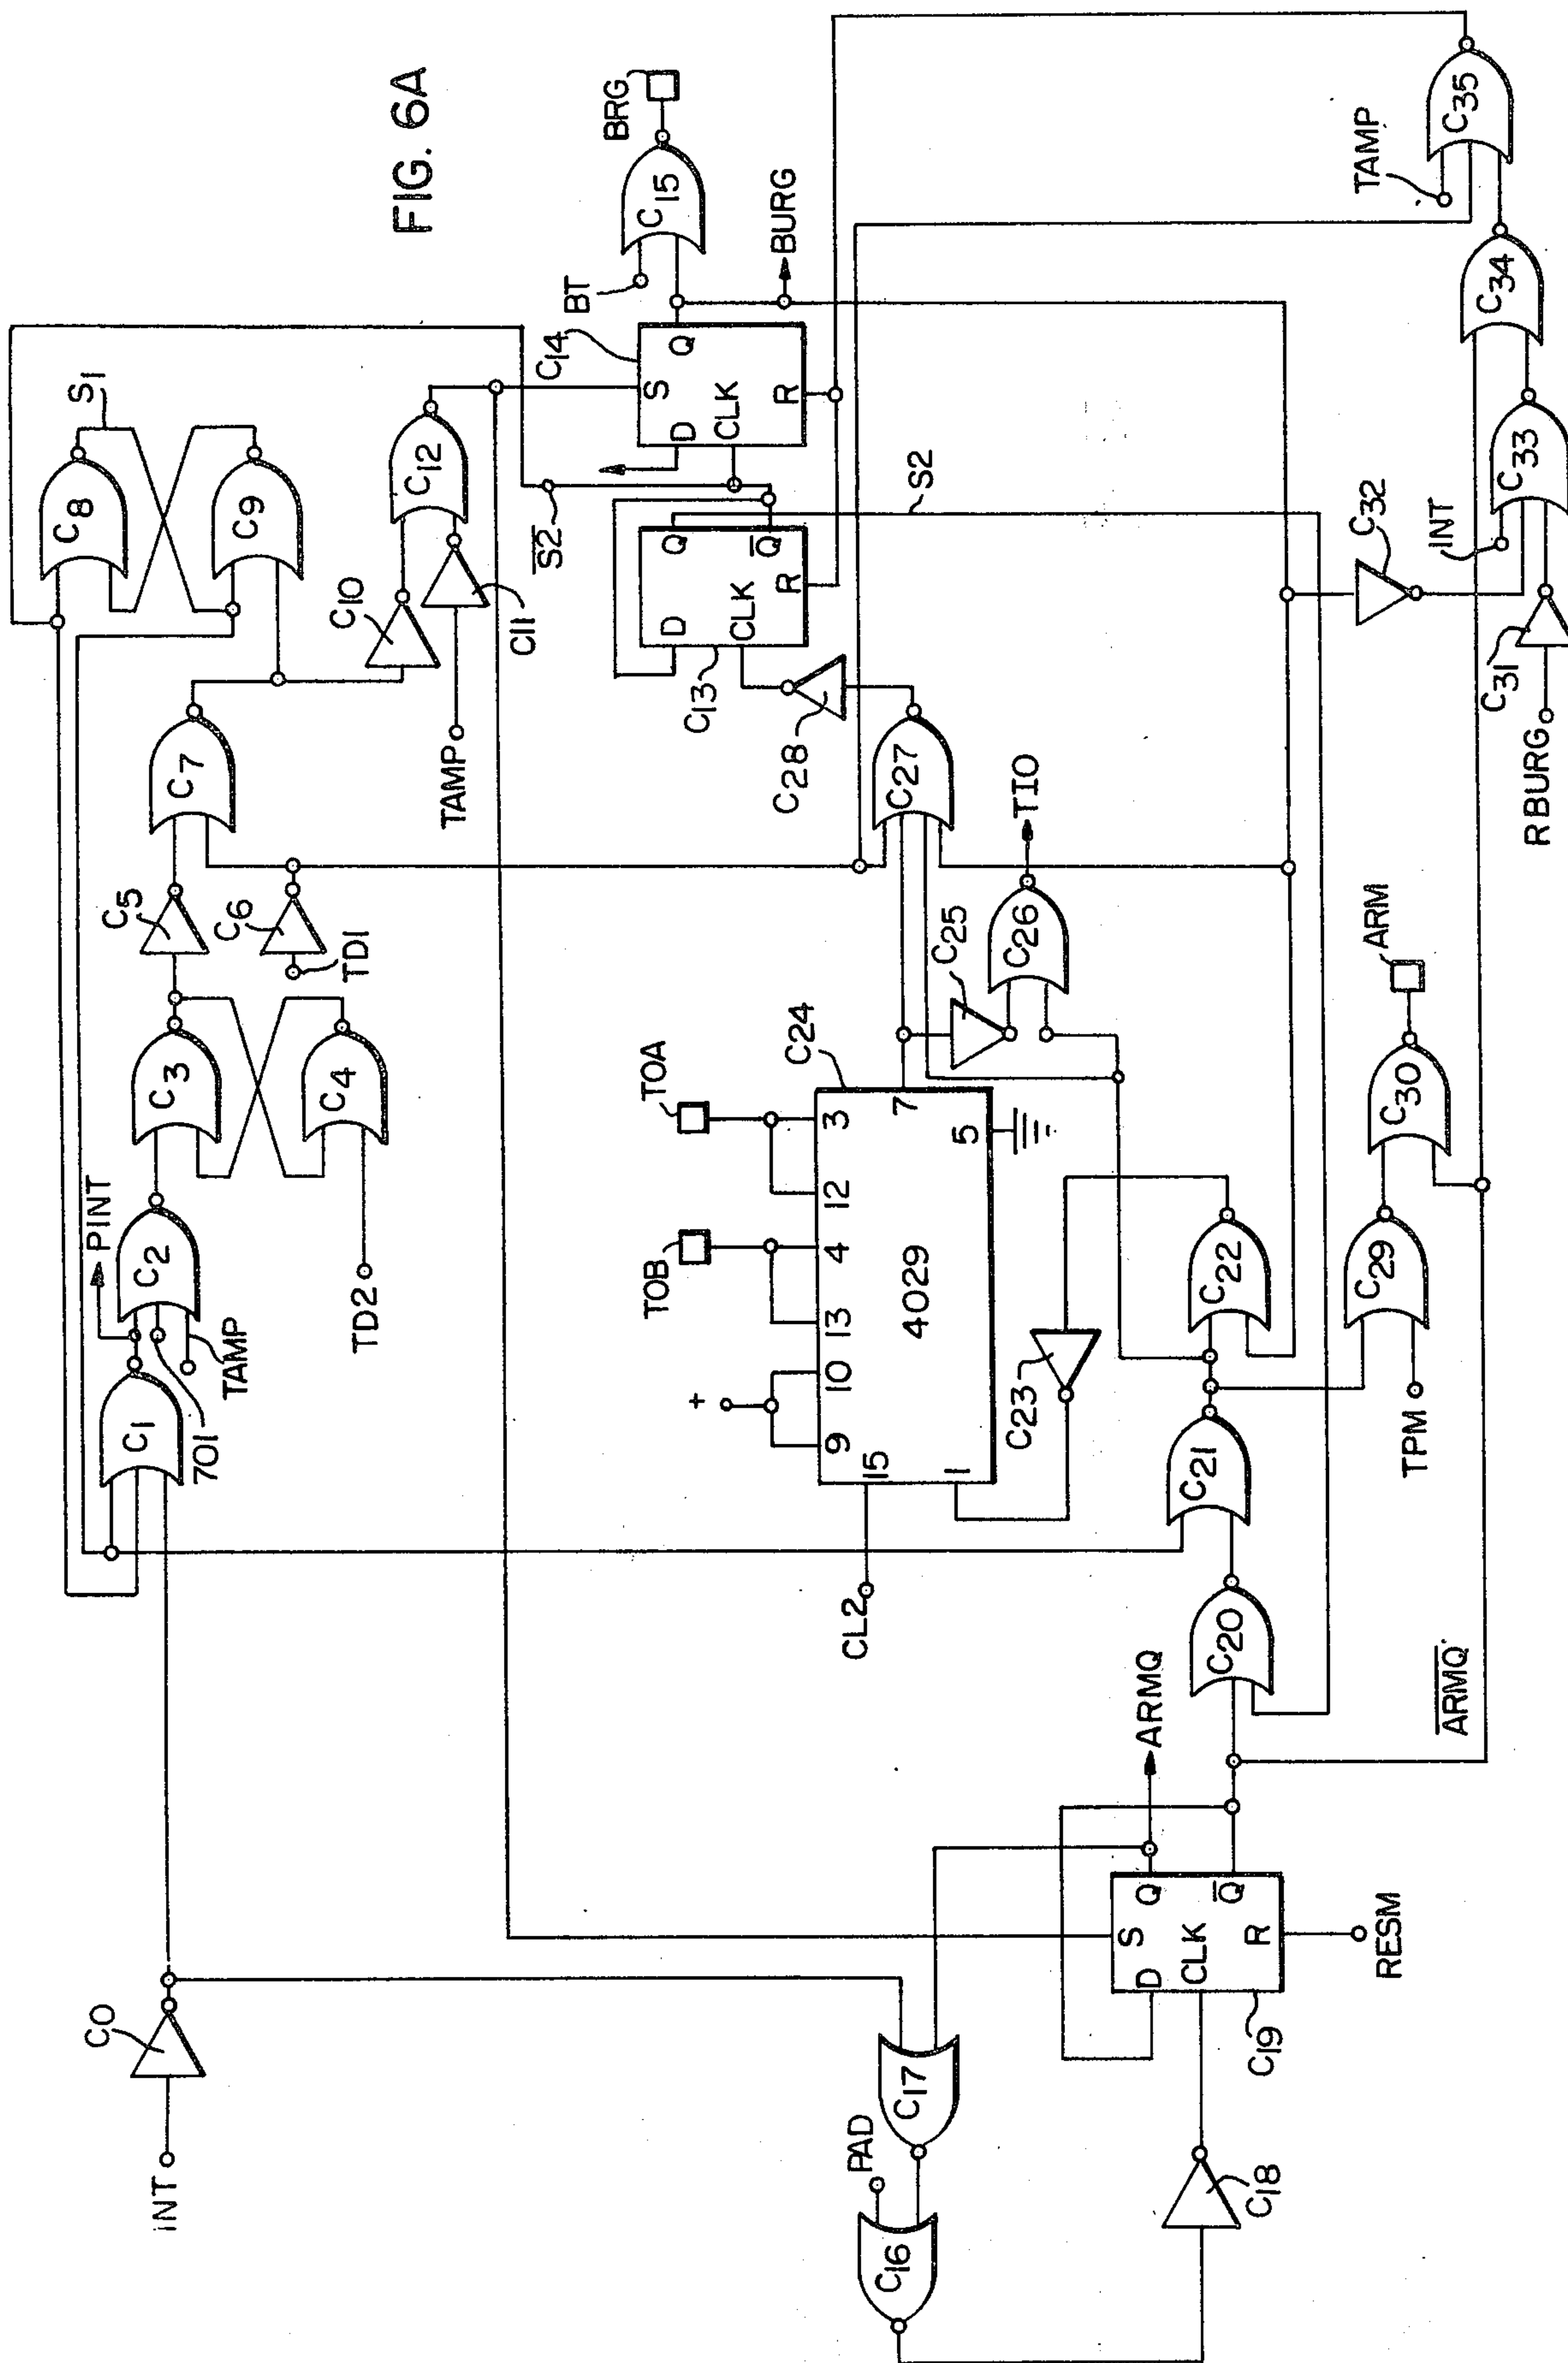 FIG. 6A
INT
C0
C1
701
PINT
C2
TAMP
C3
C4
TD2
C5
C6
TD1
C7
C8
S1
C9
C10
C11
TAMP
C12
S̅2̅
C13
D
Q
CLK
Q̅
R
C14
S
D
Q
CLK
R
BT
C15
BRG
BURG
S2
C28
C27
TIO
C26
C25
C24
TOA
TOB
+
9
10
13
4
12
3
15
7
4029
1
5
CL2
C23
C22
C21
C20
TPM
C29
C30
ARM
A̅R̅M̅Q̅
ARMQ
PAD
C16
C17
C18
C19
S
D
Q
CLK
Q̅
R
RESM
RBURG
C31
C32
INT
C33
C34
TAMP
C35